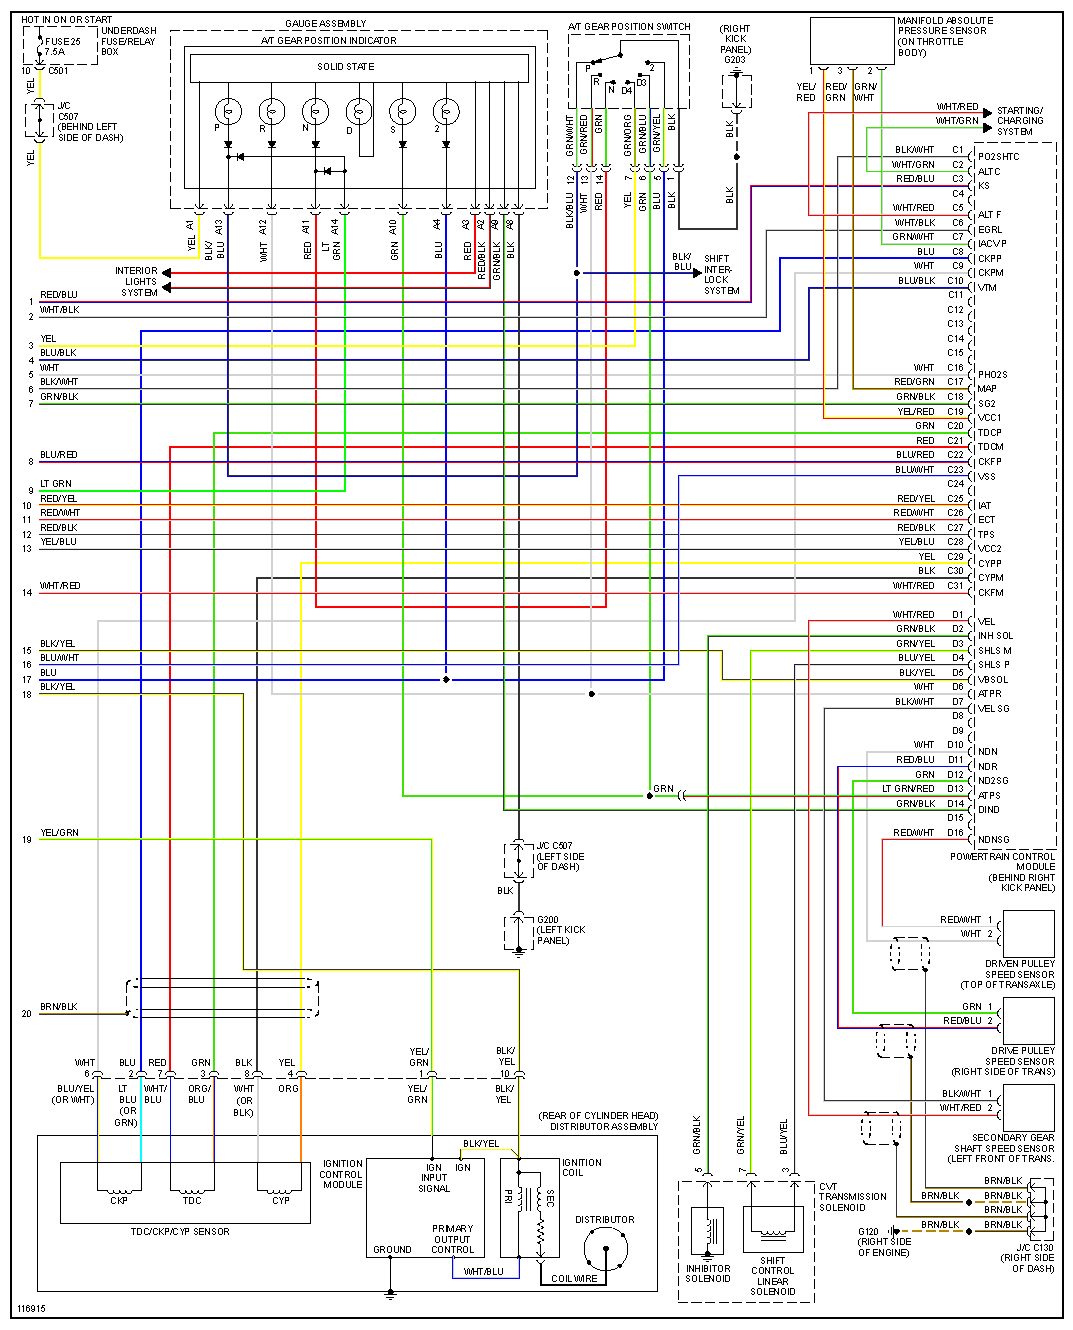 HOT IN ON OR START
FUSE 25
7.5A
UNDERDASH
FUSE/RELAY
BOX
10
C501
YEL
J/C
C507
(BEHIND LEFT
SIDE OF DASH)
YEL
GAUGE ASSEMBLY
A/T GEAR POSITION INDICATOR
SOLID STATE
P
R
N
D
S
2
A1
A13
A12
A11
A14
A10
A4
A3
A2
A9
A8
YEL
BLK/
BLU
WHT
RED
LT
GRN
GRN
BLU
RED
RED/BLK
GRN/BLK
BLK
INTERIOR
LIGHTS
SYSTEM
A/T GEAR POSITION SWITCH
P
R
N
D4
D3
2
GRN/WHT
GRN/RED
GRN
GRN/ORG
GRN/BLU
GRN/YEL
BLK
12
13
14
7
6
5
1
BLK/BLU
WHT
RED
YEL
GRN
BLU
BLK
(RIGHT
KICK
PANEL)
G203
BLK
BLK
BLK/
BLU
SHIFT
INTER-
LOCK
SYSTEM
MANIFOLD ABSOLUTE
PRESSURE SENSOR
(ON THROTTLE
BODY)
1
3
2
YEL/
RED
RED/
GRN
GRN/
WHT
WHT/RED
WHT/GRN
STARTING/
CHARGING
SYSTEM
BLK/WHT C1 PO2SHTC
WHT/GRN C2 ALTC
RED/BLU C3 KS
C4
WHT/RED C5 ALT F
WHT/BLK C6 EGRL
GRN/WHT C7 IACV P
BLU C8 CKPP
WHT C9 CKPM
BLU/BLK C10 VTM
C11
C12
C13
C14
C15
WHT C16 PHO2S
RED/GRN C17 MAP
GRN/BLK C18 SG2
YEL/RED C19 VCC1
GRN C20 TDCP
RED C21 TDCM
BLU/RED C22 CKFP
BLU/WHT C23 VSS
C24
RED/YEL C25 IAT
RED/WHT C26 ECT
RED/BLK C27 TPS
YEL/BLU C28 VCC2
YEL C29 CYPP
BLK C30 CYPM
WHT/RED C31 CKFM
WHT/RED D1 VEL
GRN/BLK D2 INH SOL
GRN/YEL D3 SHLS M
BLU/YEL D4 SHLS P
BLK/YEL D5 VBSOL
WHT D6 ATPR
BLK/WHT D7 VEL SG
D8
D9
WHT D10 NDN
RED/BLU D11 NDR
GRN D12 ND2SG
LT GRN/RED D13 ATPS
GRN/BLK D14 DIND
D15
RED/WHT D16 NDNSG
POWERTRAIN CONTROL
MODULE
(BEHIND RIGHT
KICK PANEL)
1 RED/BLU
2 WHT/BLK
3 YEL
4 BLU/BLK
5 WHT
6 BLK/WHT
7 GRN/BLK
8 BLU/RED
9 LT GRN
10 RED/YEL
11 RED/WHT
12 RED/BLK
13 YEL/BLU
14 WHT/RED
15 BLK/YEL
16 BLU/WHT
17 BLU
18 BLK/YEL
19 YEL/GRN
20 BRN/BLK
GRN
J/C C507
(LEFT SIDE
OF DASH)
BLK
G200
(LEFT KICK
PANEL)
RED/WHT 1
WHT 2
DRIVEN PULLEY
SPEED SENSOR
(TOP OF TRANSAXLE)
GRN 1
RED/BLU 2
DRIVE PULLEY
SPEED SENSOR
(RIGHT SIDE OF TRANS)
BLK/WHT 1
WHT/RED 2
SECONDARY GEAR
SHAFT SPEED SENSOR
(LEFT FRONT OF TRANS.
BRN/BLK
BRN/BLK
BRN/BLK
BRN/BLK
BRN/BLK
G120
(RIGHT SIDE
OF ENGINE)
J/C C130
(RIGHT SIDE
OF DASH)
WHT
BLU
RED
GRN
BLK
YEL
YEL/
GRN
BLK/
YEL
6
2
7
3
8
4
1
10
BLU/YEL
(OR WHT)
LT
BLU
(OR
GRN)
WHT/
BLU
ORG/
BLU
WHT
(OR
BLK)
ORG
YEL/
GRN
BLK/
YEL
(REAR OF CYLINDER HEAD)
DISTRIBUTOR ASSEMBLY
CKP
TDC
CYP
TDC/CKP/CYP SENSOR
IGNITION
CONTROL
MODULE
BLK/YEL
IGN
IGN
INPUT
SIGNAL
PRIMARY
OUTPUT
CONTROL
GROUND
WHT/BLU
IGNITION
COIL
PRI
SEC
DISTRIBUTOR
COIL WIRE
GRN/BLK
GRN/YEL
BLU/YEL
5
7
3
CVT
TRANSMISSION
SOLENOID
INHIBITOR
SOLENOID
SHIFT
CONTROL
LINEAR
SOLENOID
116915